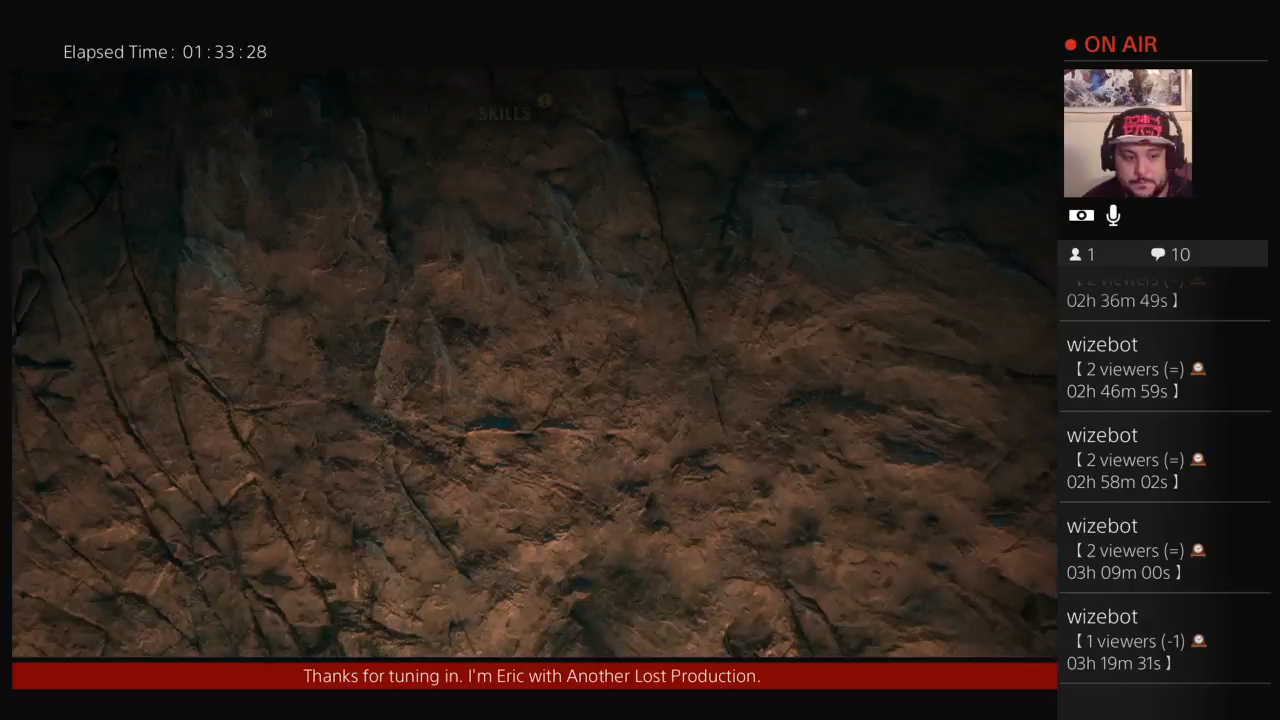 Elapsed Time: 01:33:28
SKILLS
ON AIR
1 10
[ 2 viewers (=)
02h 36m 49s ]
wizebot
[ 2 viewers (=)
02h 46m 59s ]
wizebot
[ 2 viewers (=)
02h 58m 02s ]
wizebot
[ 2 viewers (=)
03h 09m 00s ]
wizebot
[ 1 viewers (-1)
03h 19m 31s ]
Thanks for tuning in. I'm Eric with Another Lost Production.